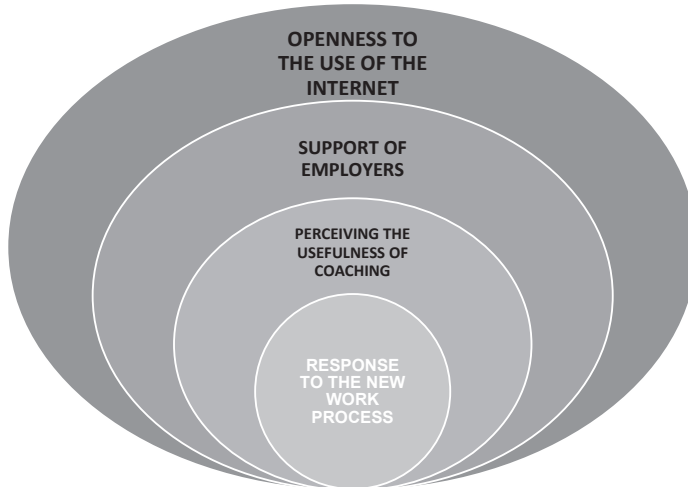 OPENNESS TO
THE USE OF THE
INTERNET
SUPPORT OF
EMPLOYERS
PERCEIVING THE
USEFULNESS OF
COACHING
RESPONSE
TO THE NEW
WORK
PROCESS